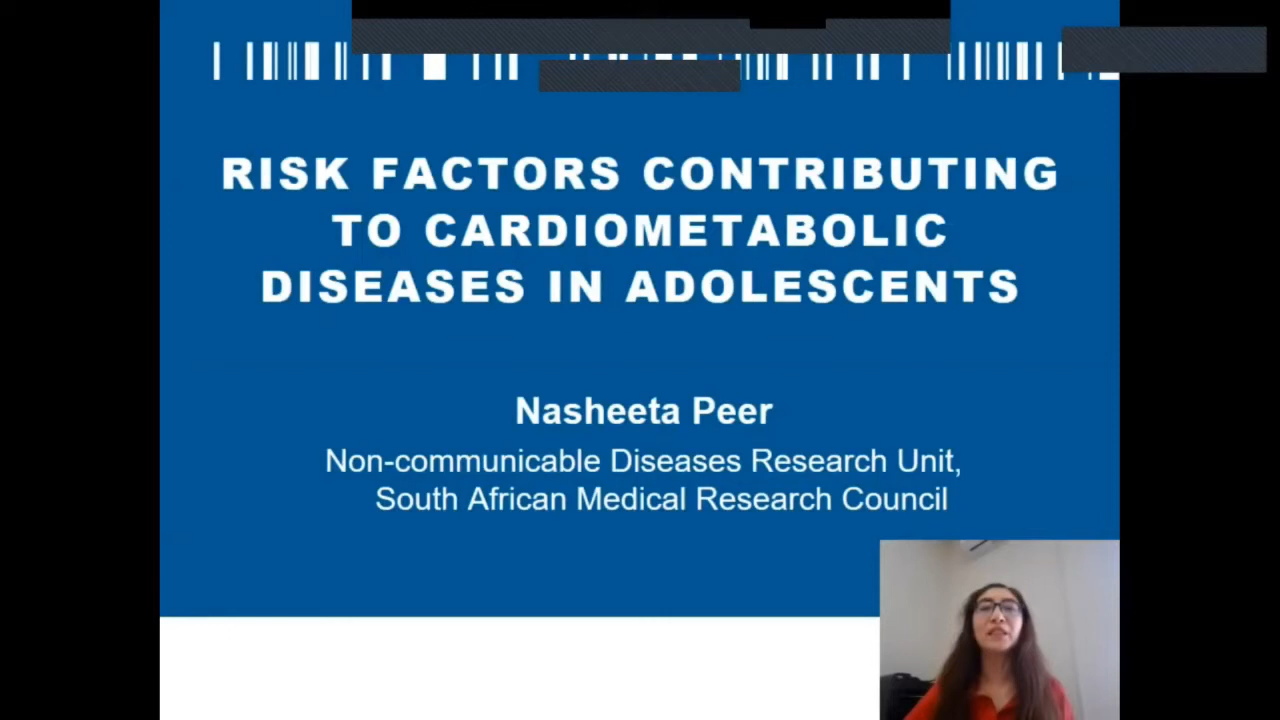 RISK FACTORS CONTRIBUTING
TO CARDIOMETABOLIC
DISEASES IN ADOLESCENTS
Nasheeta Peer
Non-communicable Diseases Research Unit,
South African Medical Research Council